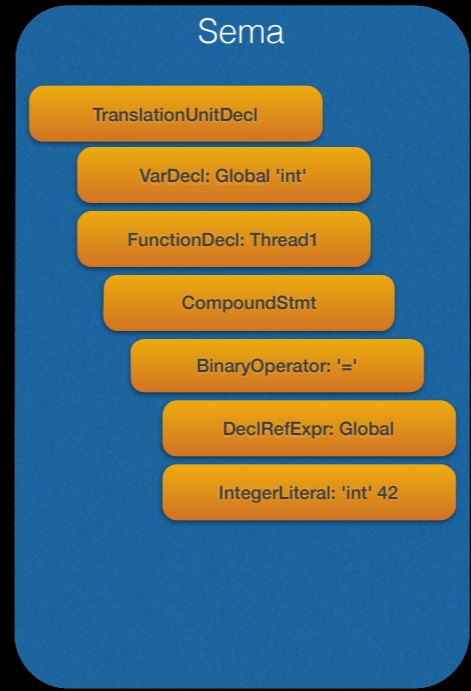 Sema
TranslationUnitDecl
VarDecl: Global 'int'
FunctionDecl: Thread1
CompoundStmt
BinaryOperator: '='
DeclRefExpr: Global
IntegerLiteral: 'int' 42